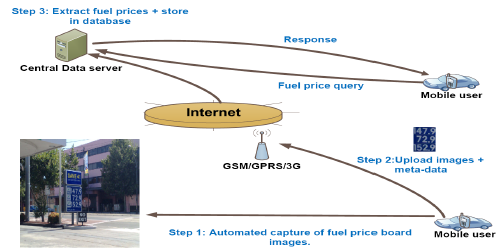 Step 3: Extract fuel prices + store
in database
Response
Central Data server
Fuel price query
Mobile user
Internet
147.9
72.9
152.9
GSM/GPRS/3G
Step 2:Upload images +
meta-data
Step 1: Automated capture of fuel price board
images.
Mobile user